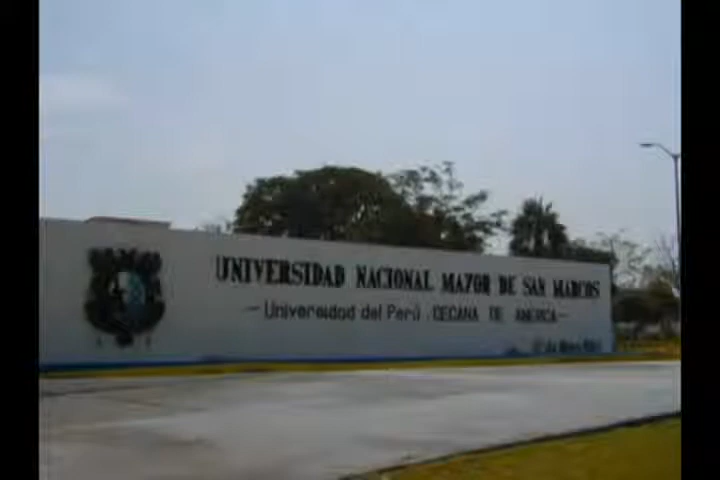 UNIVERSIDAD NACIONAL MAYOR DE SAN MARCOS
— Universidad del Perú . DECANA DE AMERICA —